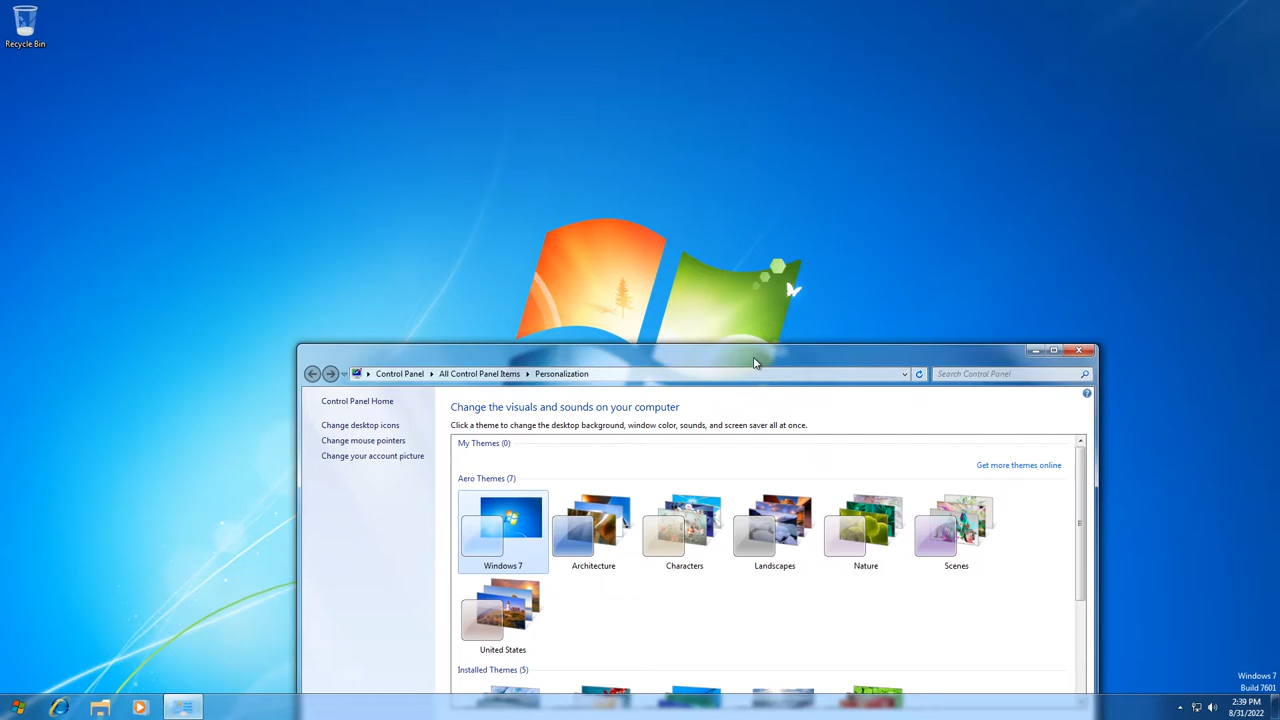 Recycle Bin
Control Panel
All Control Panel Items
Personalization
Search Control Panel
Control Panel Home
Change desktop icons
Change mouse pointers
Change your account picture
Change the visuals and sounds on your computer
Click a theme to change the desktop background, window color, sounds, and screen saver all at once.
My Themes (0)
Get more themes online
Aero Themes (7)
Windows 7
Architecture
Characters
Landscapes
Nature
Scenes
United States
Installed Themes (5)
Windows 7
Build 7601
2:39 PM
8/31/2022